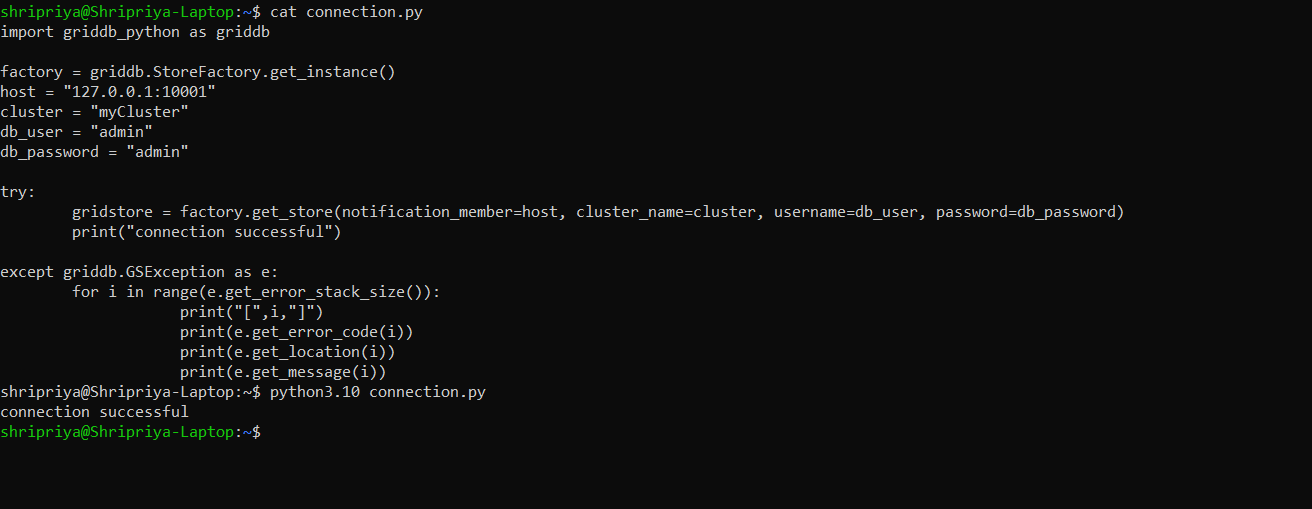 shripriya@Shripriya-Laptop:~$ cat connection.py
import griddb_python as griddb

factory = griddb.StoreFactory.get_instance()
host = "127.0.0.1:10001"
cluster = "myCluster"
db_user = "admin"
db_password = "admin"

try:
        gridstore = factory.get_store(notification_member=host, cluster_name=cluster, username=db_user, password=db_password)
        print("connection successful")

except griddb.GSException as e:
        for i in range(e.get_error_stack_size()):
                    print("[",i,"]")
                    print(e.get_error_code(i))
                    print(e.get_location(i))
                    print(e.get_message(i))
shripriya@Shripriya-Laptop:~$ python3.10 connection.py
connection successful
shripriya@Shripriya-Laptop:~$